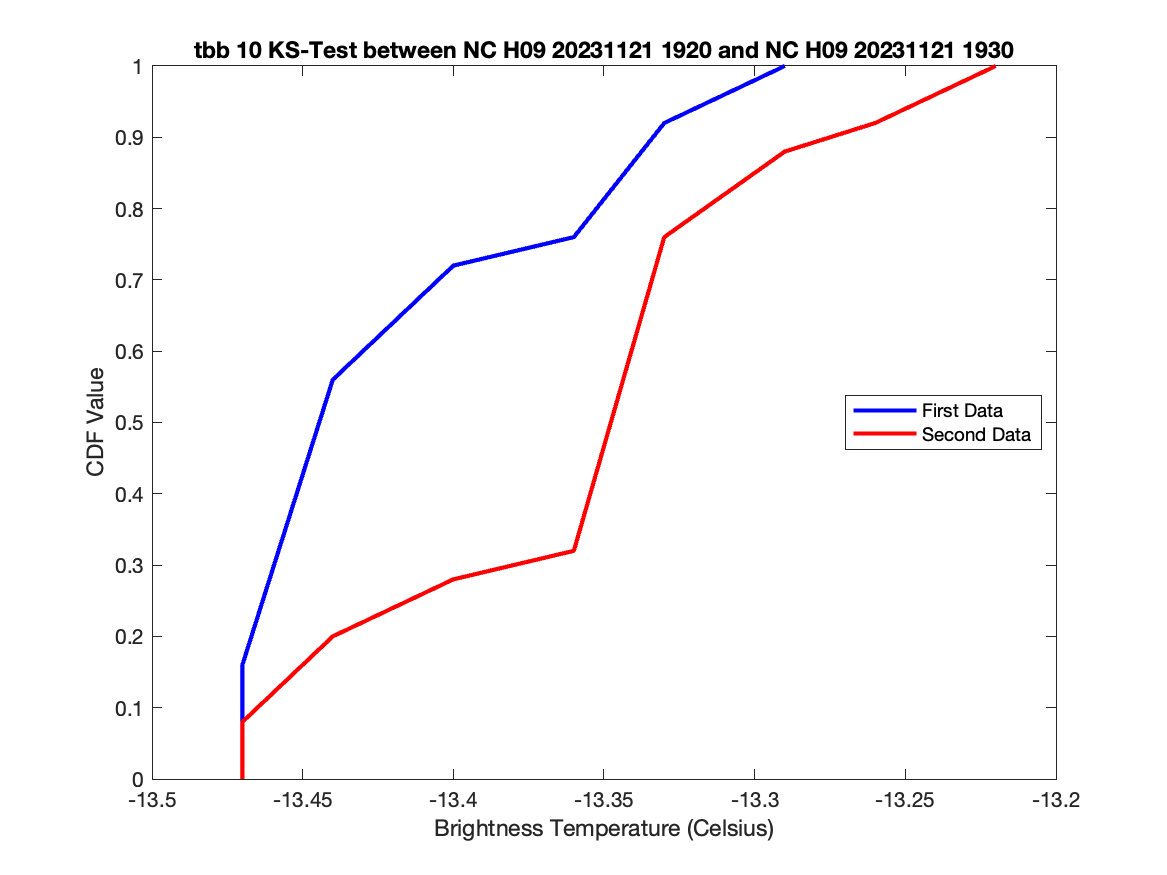 tbb 10 KS-Test between NC H09 20231121 1920 and NC H09 20231121 1930
1
0.9
0.8
0.7
0.6
0.5
0.4
0.3
0.2
0.1
0
CDF Value
First Data
Second Data
-13.5 -13.45 -13.4 -13.35 -13.3 -13.25 -13.2
Brightness Temperature (Celsius)